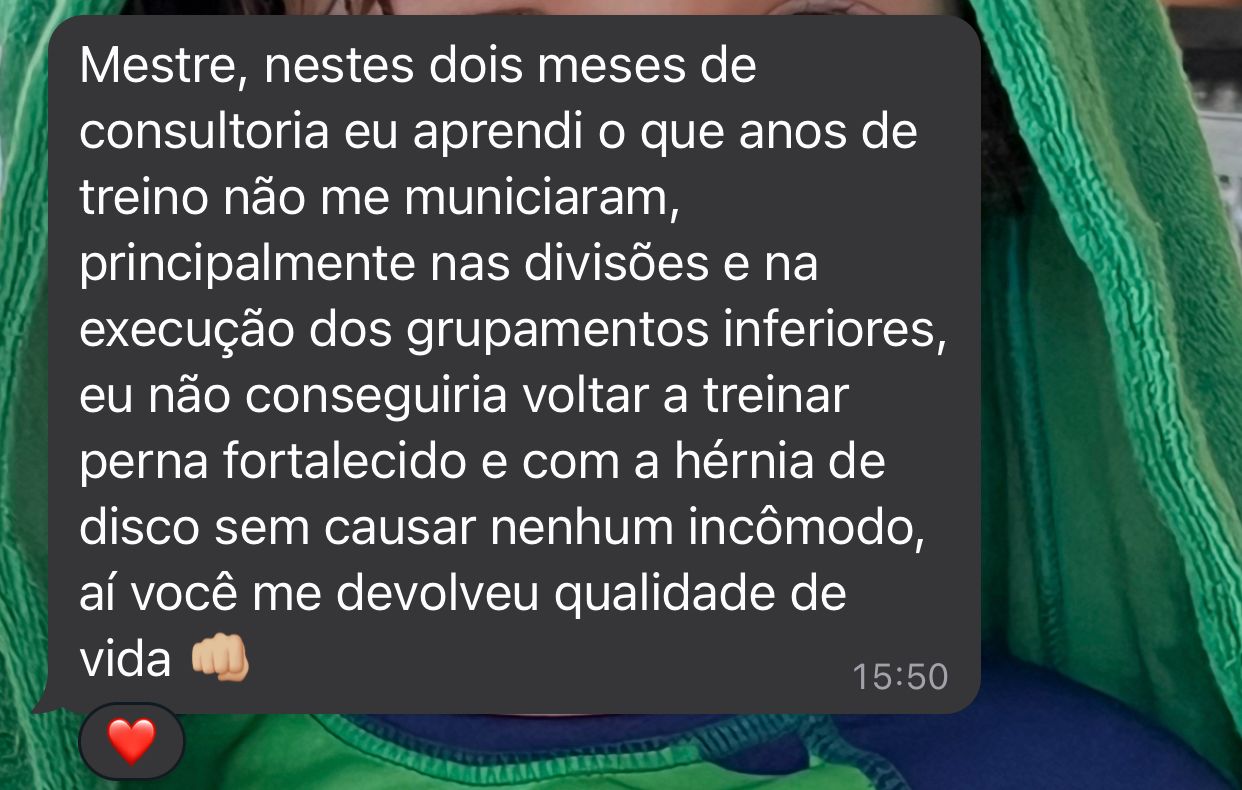 Mestre, nestes dois meses de
consultoria eu aprendi o que anos de
treino não me municiaram,
principalmente nas divisões e na
execução dos grupamentos inferiores,
eu não conseguiria voltar a treinar
perna fortalecido e com a hérnia de
disco sem causar nenhum incômodo,
aí você me devolveu qualidade de
vida 👊🏼
15:50
❤️